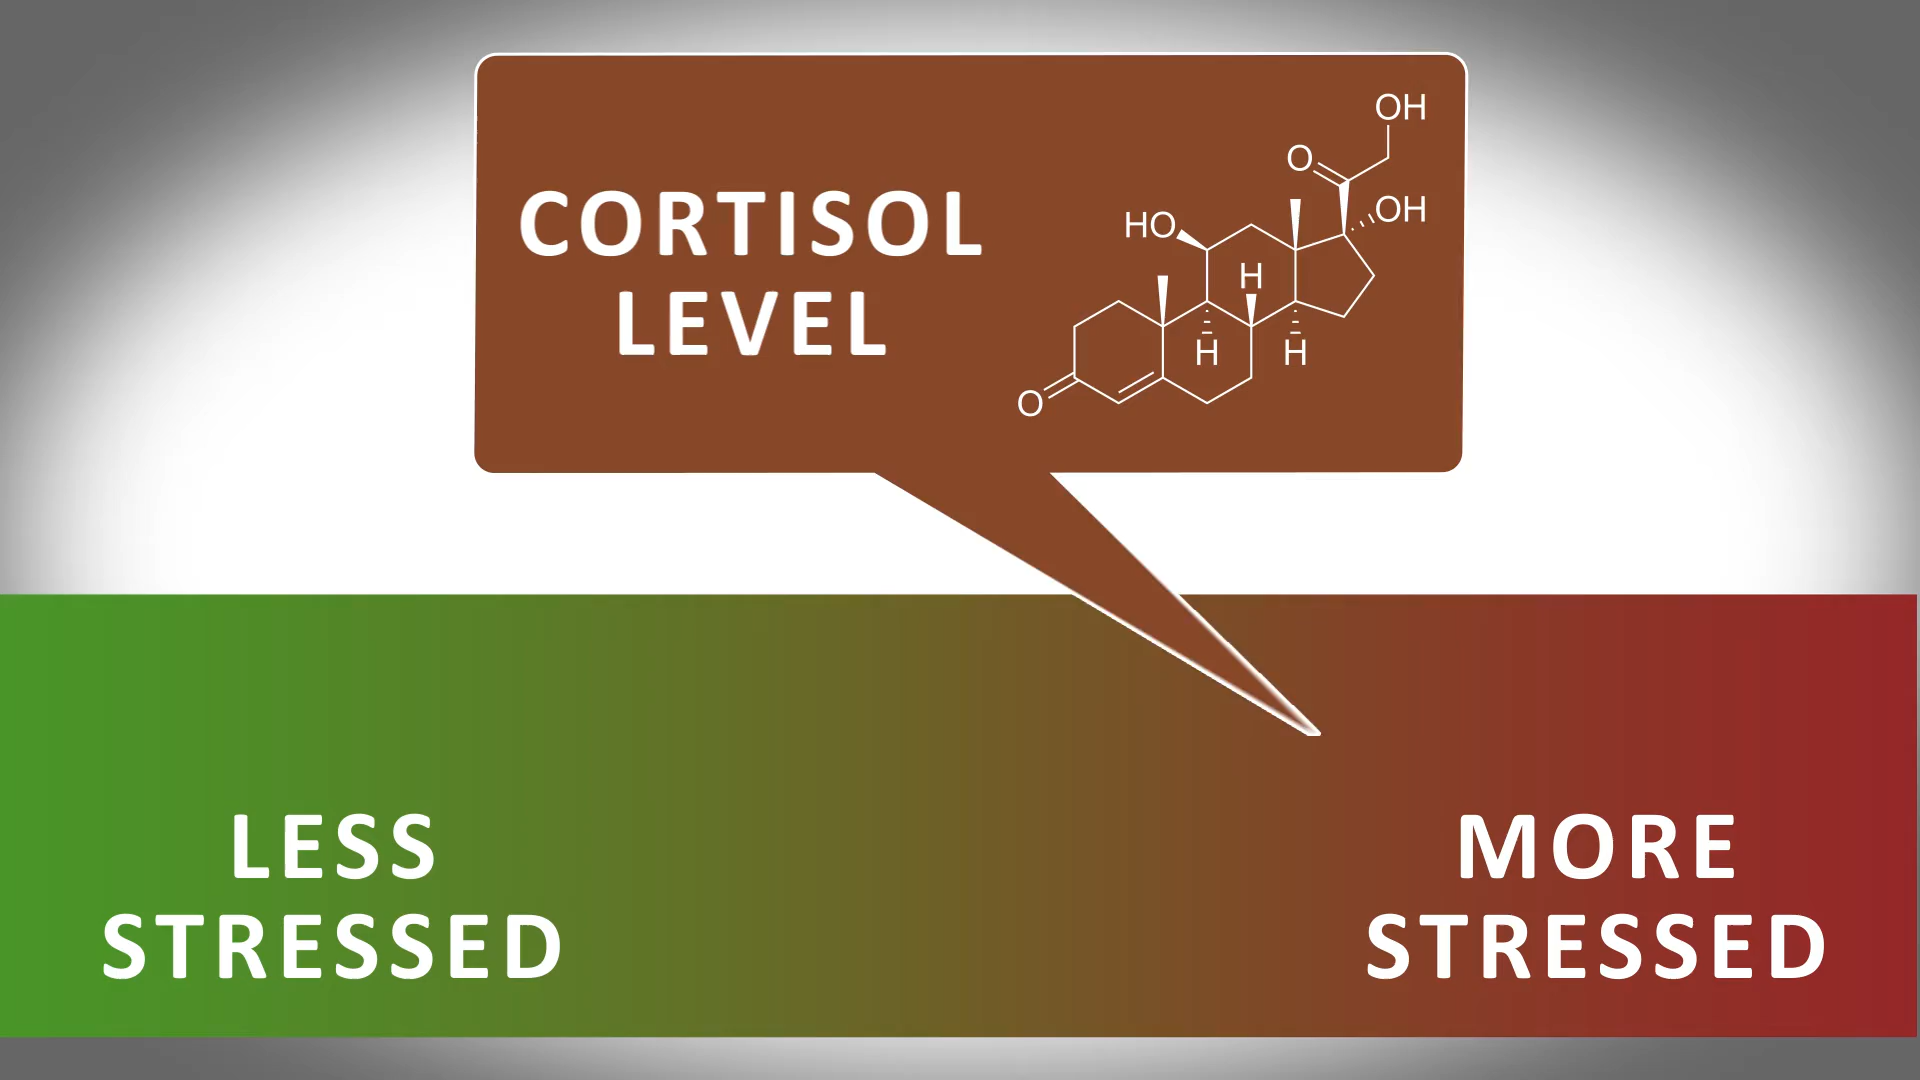 CORTISOL
LEVEL
OH
O
OH
HO
H
H
H
O
LESS
STRESSED
MORE
STRESSED